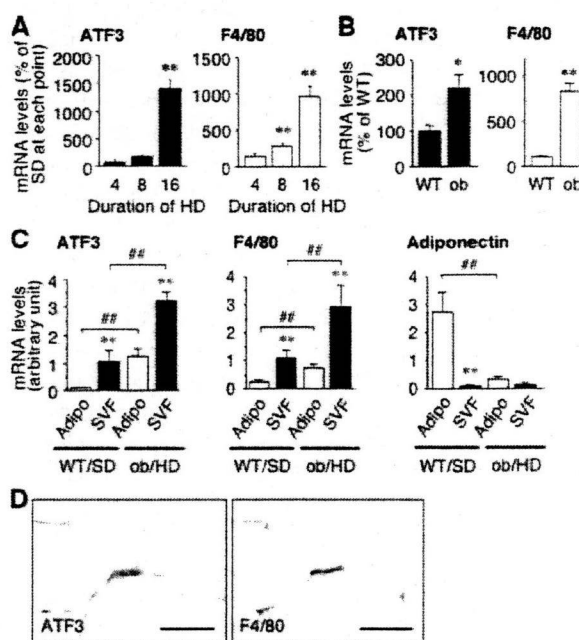 A
ATF3
F4/80
mRNA levels (% of
SD at each point)
2000
1500
1000
500
0
**
4 8 16
Duration of HD
1500
1000
500
0
**
**
4 8 16
Duration of HD
B
ATF3
F4/80
mRNA levels
(% of WT)
300
200
100
0
*
WT ob
1000
500
0
**
WT ob
C
ATF3
F4/80
Adiponectin
mRNA levels
(arbitrary unit)
4
3
2
1
0
##
##
**
**
Adipo
SVF
Adipo
SVF
WT/SD
ob/HD
4
3
2
1
0
##
##
**
**
Adipo
SVF
Adipo
SVF
WT/SD
ob/HD
4
3
2
1
0
##
**
Adipo
SVF
Adipo
SVF
WT/SD
ob/HD
D
ATF3
F4/80